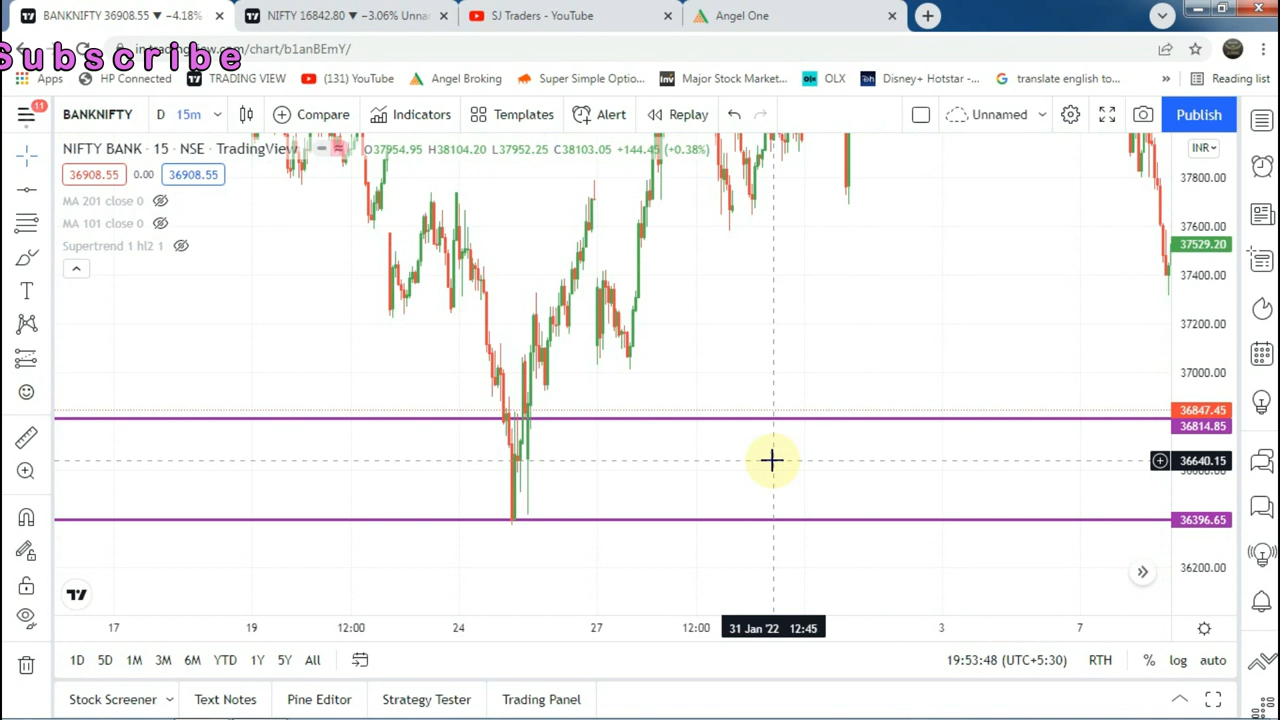 BANKNIFTY 36908.55 ▼ −4.18%
NIFTY 16842.80 ▼ −3.06% Unna
SJ Traders - YouTube
Angel One
Subscribe
in.tradingview.com/chart/b1anBEmY/
Apps
HP Connected
TRADING VIEW
(131) YouTube
Angel Broking
Super Simple Optio...
Major Stock Market...
OLX
Disney+ Hotstar -...
translate english to...
»
Reading list
11
BANKNIFTY
D
15m
Compare
Indicators
Templates
Alert
Replay
Unnamed
Publish
NIFTY BANK · 15 · NSE · TradingView
O37954.95 H38104.20 L37952.25 C38103.05 +144.45 (+0.38%)
INR
36908.55
0.00
36908.55
MA 201 close 0
MA 101 close 0
Supertrend 1 hl2 1
37800.00
37600.00
37529.20
37400.00
37200.00
37000.00
36847.45
36814.85
36640.15
36396.65
36200.00
17
19
12:00
24
27
12:00
31 Jan '22 12:45
3
7
1D
5D
1M
3M
6M
YTD
1Y
5Y
All
19:53:48 (UTC+5:30)
RTH
%
log
auto
Stock Screener
Text Notes
Pine Editor
Strategy Tester
Trading Panel